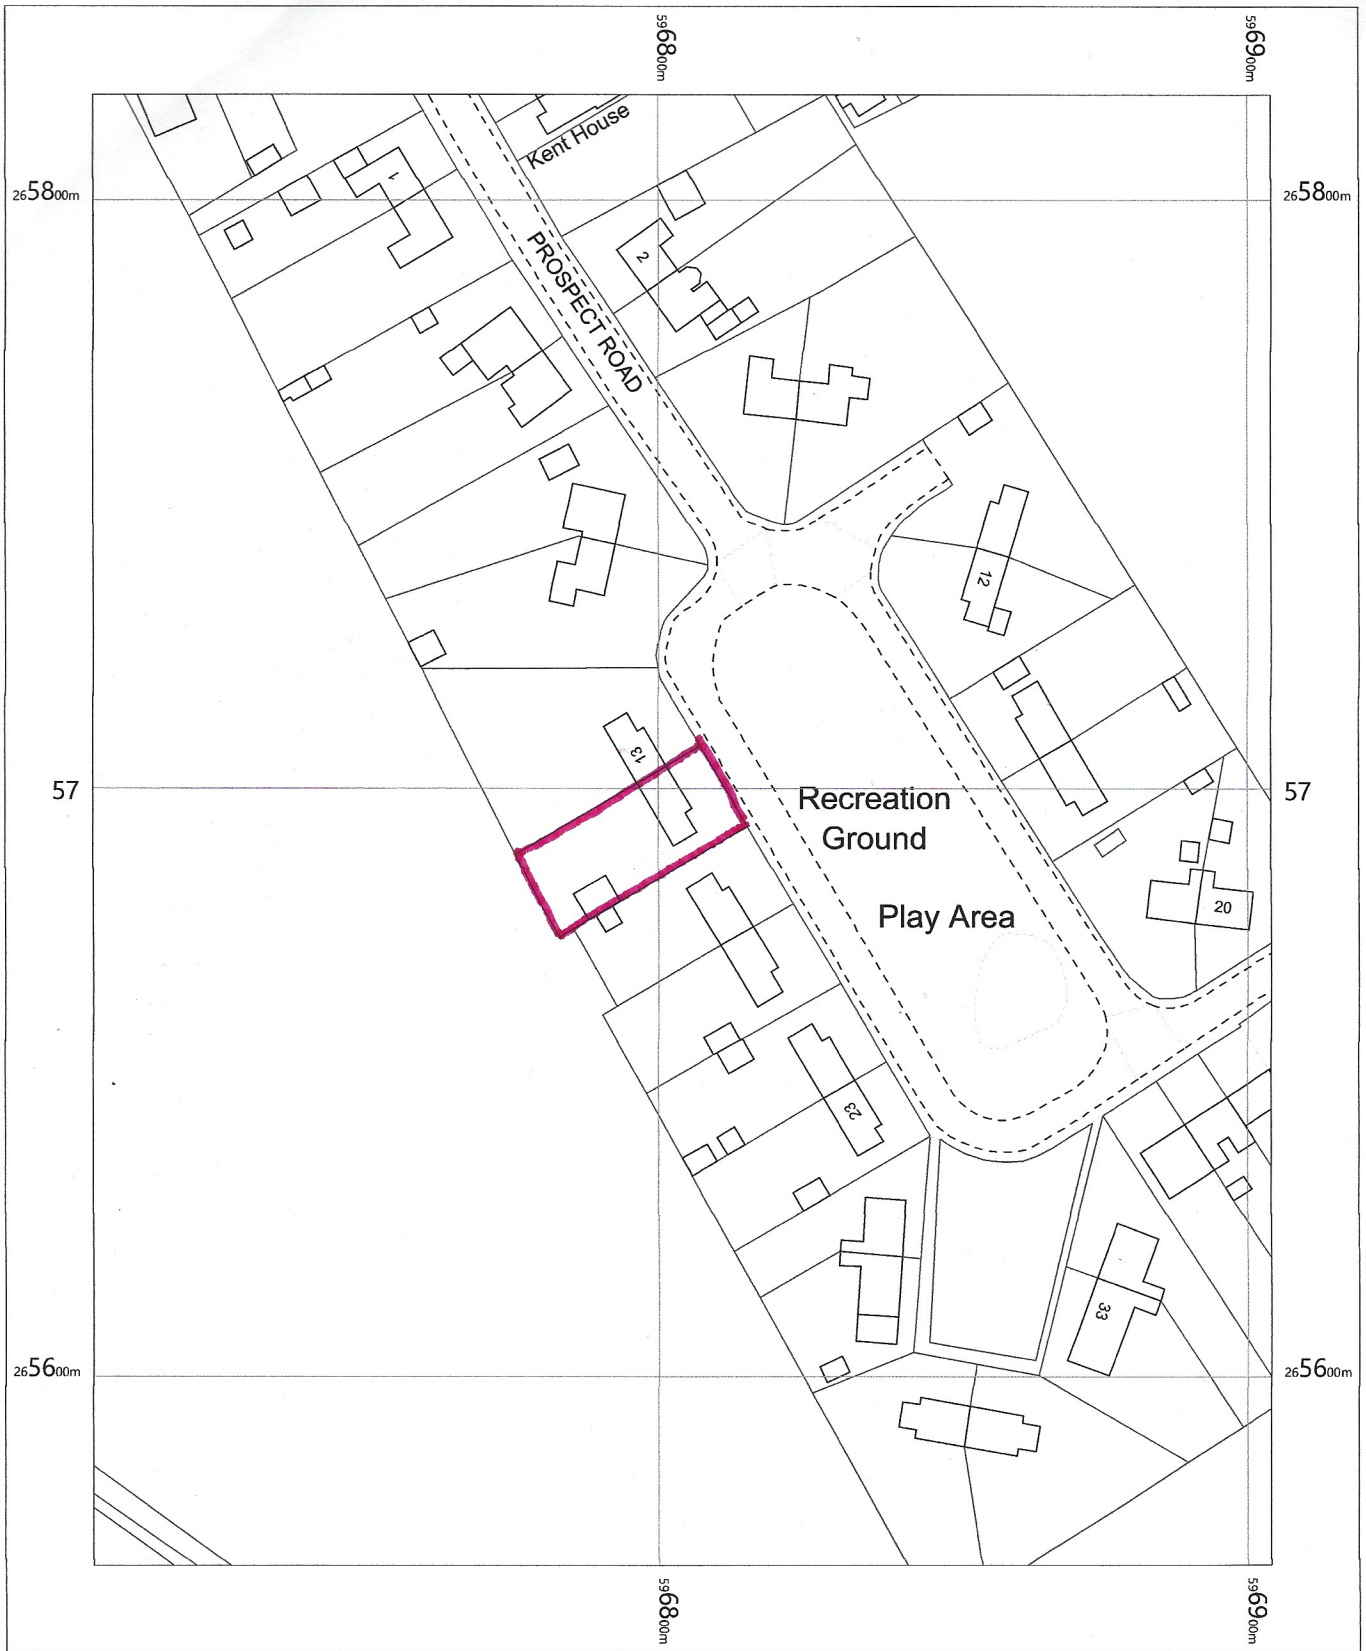 596800m
596900m
Kent House
1
265800m
265800m
2
PROSPECT ROAD
12
13
57
57
Recreation
Ground
Play Area
20
23
33
265600m
265600m
596800m
596900m